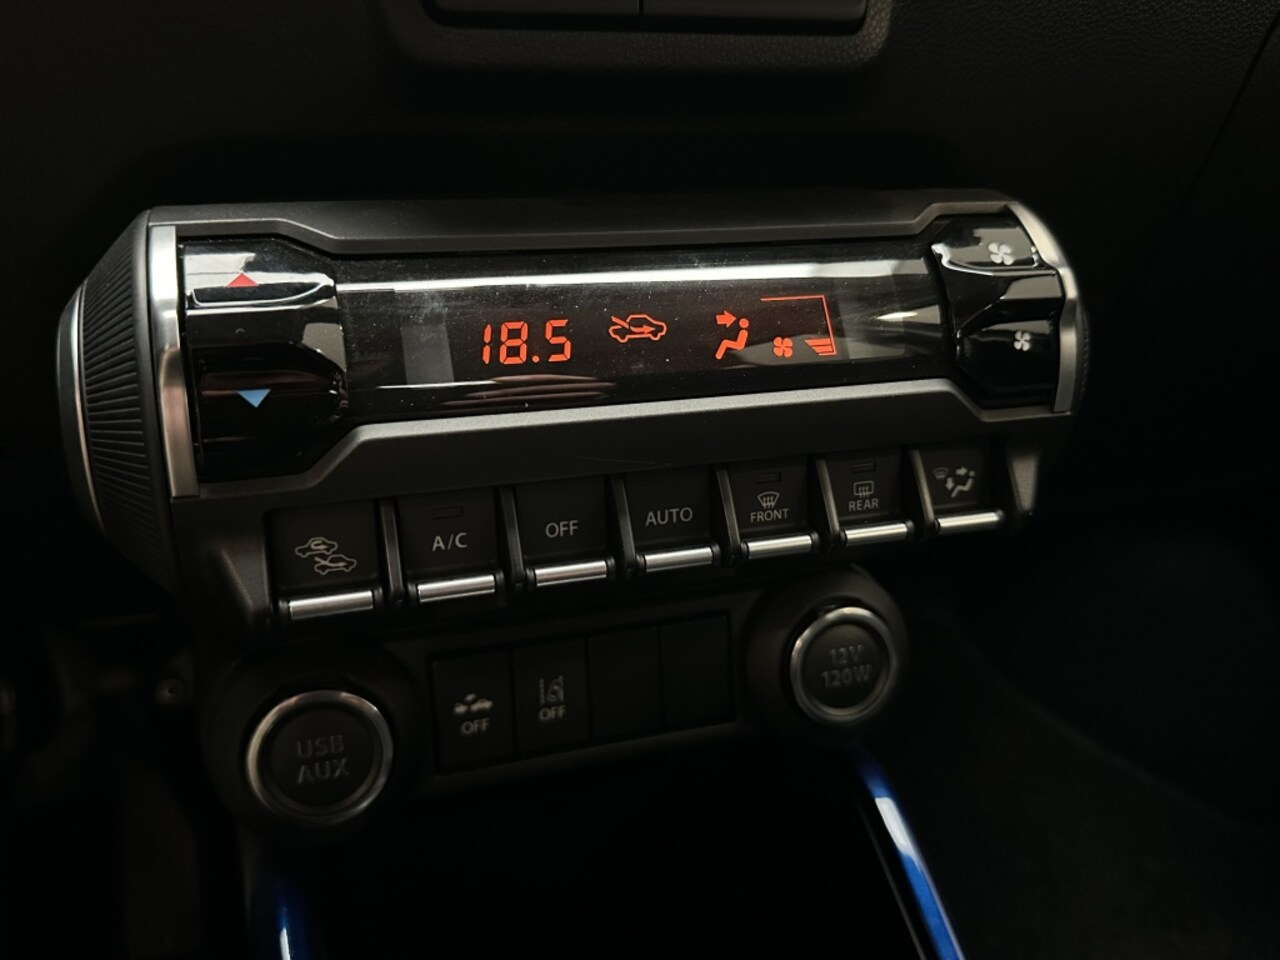 18.5
A/C
OFF
AUTO
FRONT
REAR
OFF
OFF
USB
AUX
12V
120W